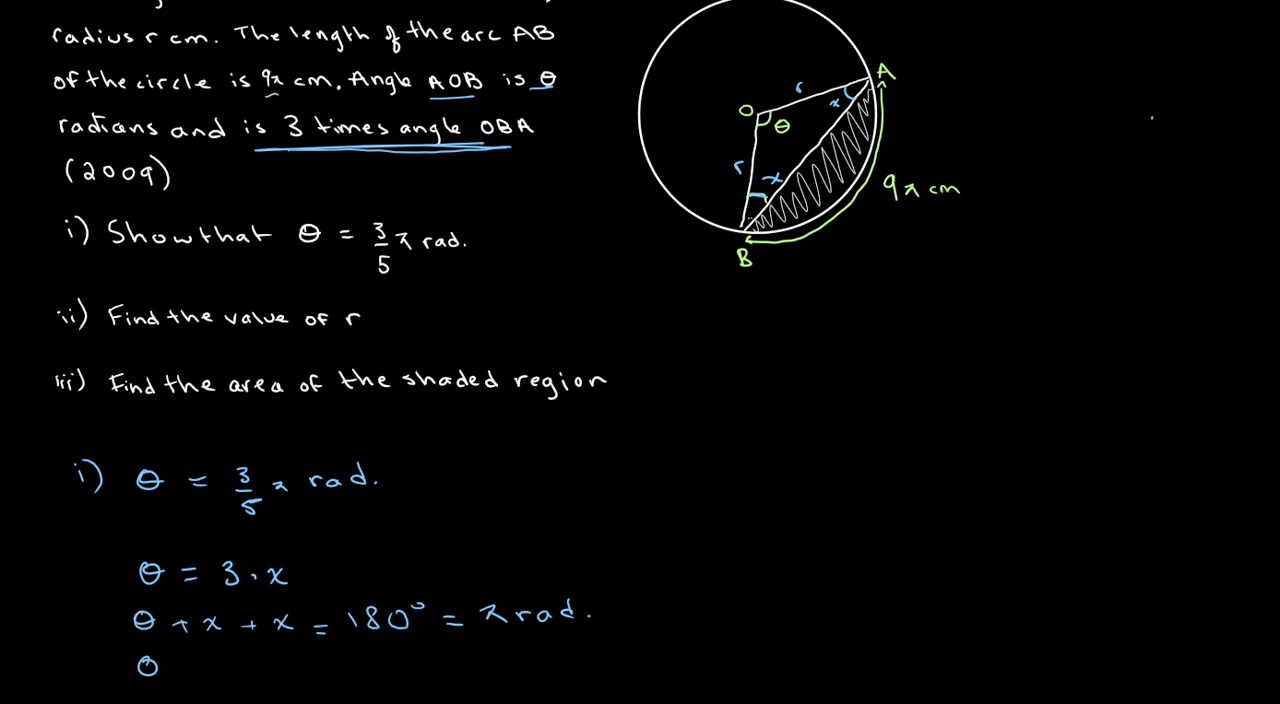 radius r cm. The length of the arc AB
of the circle is 9π cm. Angle AOB is θ
radians and is 3 times angle OBA
(2009)
i) Show that θ = 3/5 π rad.
ii) Find the value of r
iii) Find the area of the shaded region
O
r
θ
x
A
r
x
9π cm
B
i) θ = 3/5 π rad.
θ = 3 . x
θ + x + x = 180° = π rad.
θ